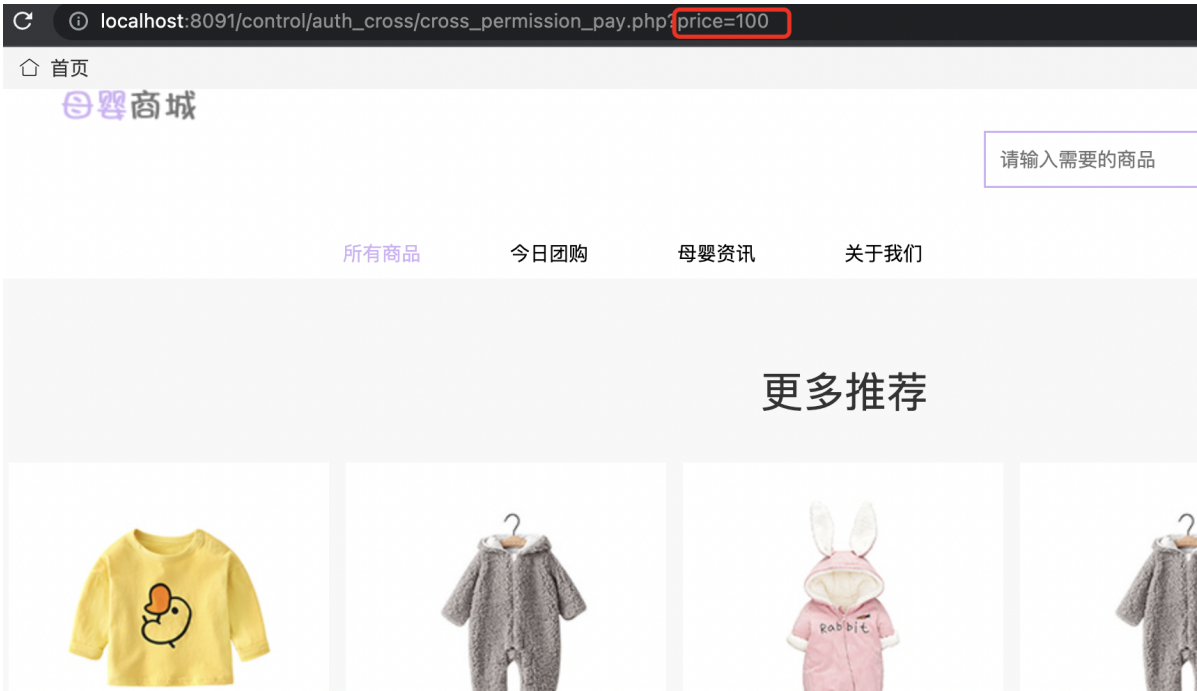 localhost:8091/control/auth_cross/cross_permission_pay.php?price=100
首页
母婴商城
请输入需要的商品
所有商品 今日团购 母婴资讯 关于我们
更多推荐
Rabbit